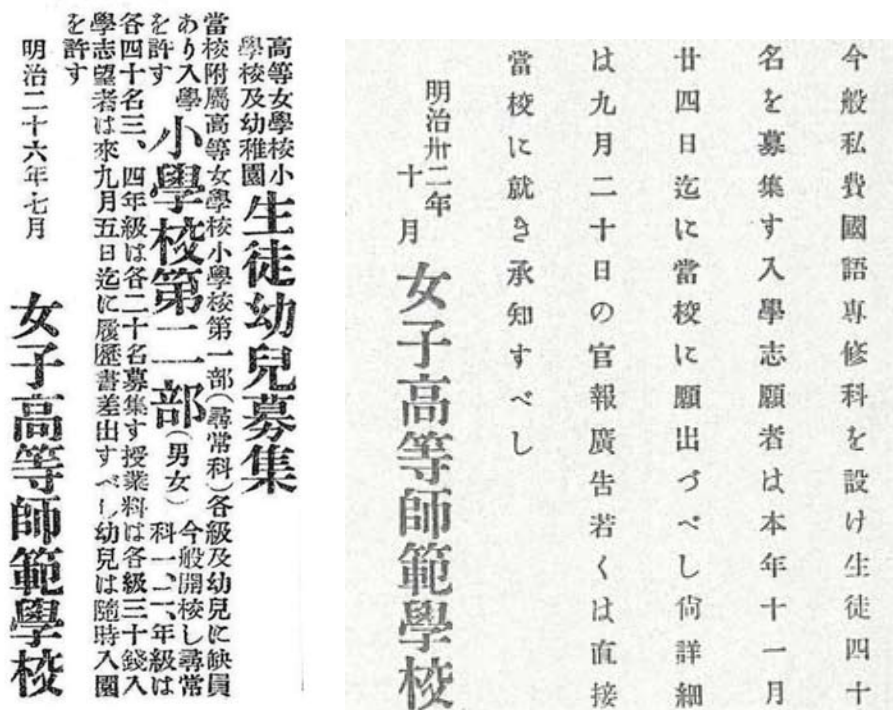 高等女學校小
學校及幼稚園
生徒幼兒募集
當校附屬高等女學校小學校第一部(尋常科)各級及幼兒に缺員
あり入學
を許す
小學校第二部(男女)
今般開校し尋常
科一、二、年級は
各四十名三、四年級は各二十名募集す授業料は各級三十錢入
學志望者は來九月五日迄に履歷書差出すべし幼兒は隨時入園
を許す
明治二十六年七月
女子高等師範學校
今般私費國語專修科を設け生徒四十
名を募集す入學志願者は本年十一月
廿四日迄に當校に願出づべし尙詳細
は九月二十日の官報廣告若くは直接
當校に就き承知すべし
明治卅二年
十月
女子高等師範學校